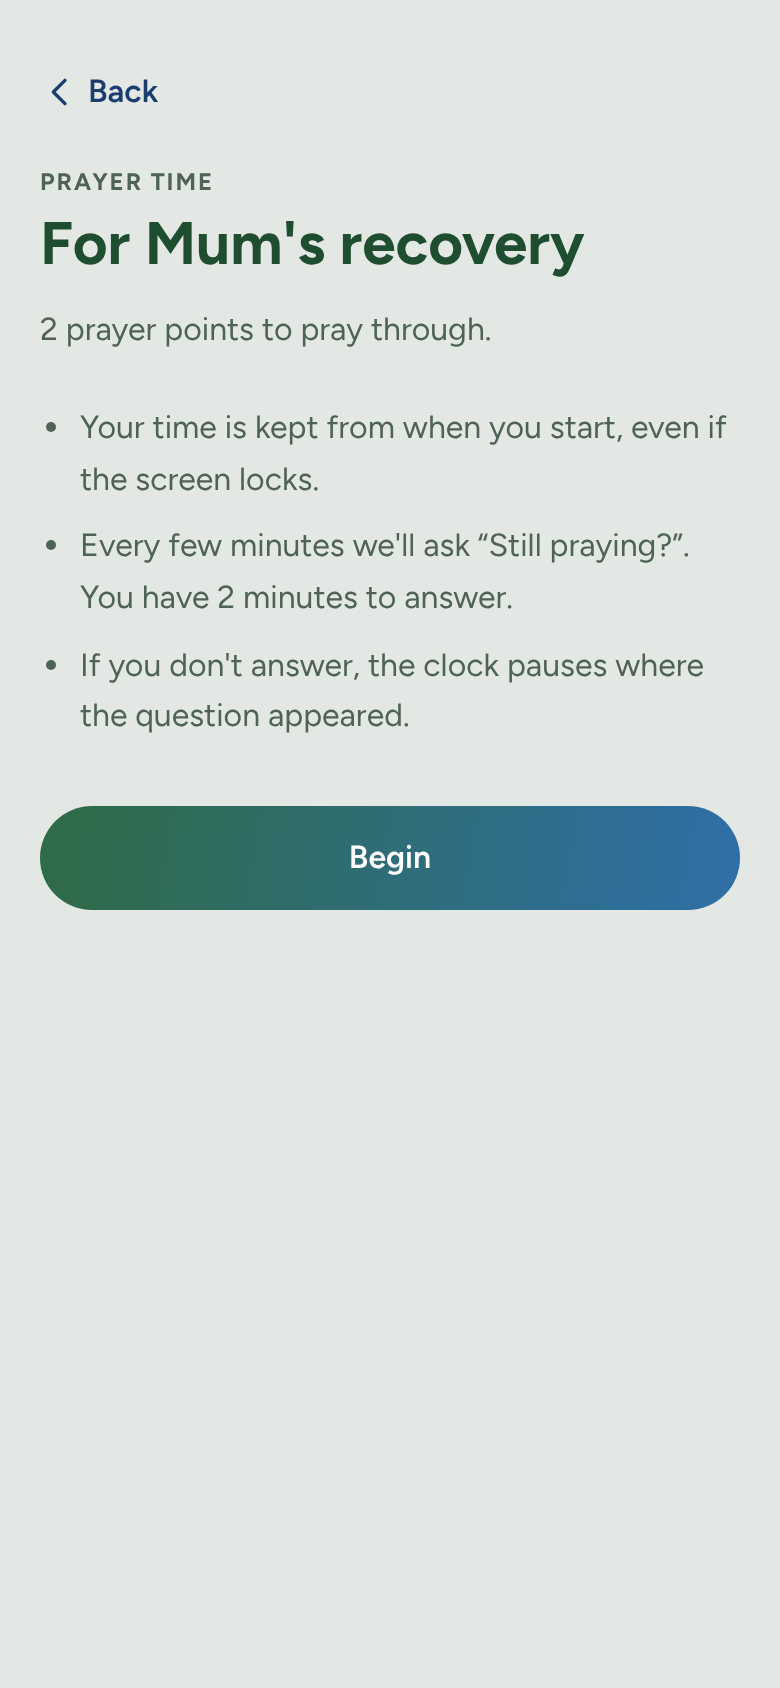 Back
PRAYER TIME
For Mum's recovery
2 prayer points to pray through.
• Your time is kept from when you start, even if
the screen locks.
• Every few minutes we'll ask “Still praying?”.
You have 2 minutes to answer.
• If you don't answer, the clock pauses where
the question appeared.
Begin